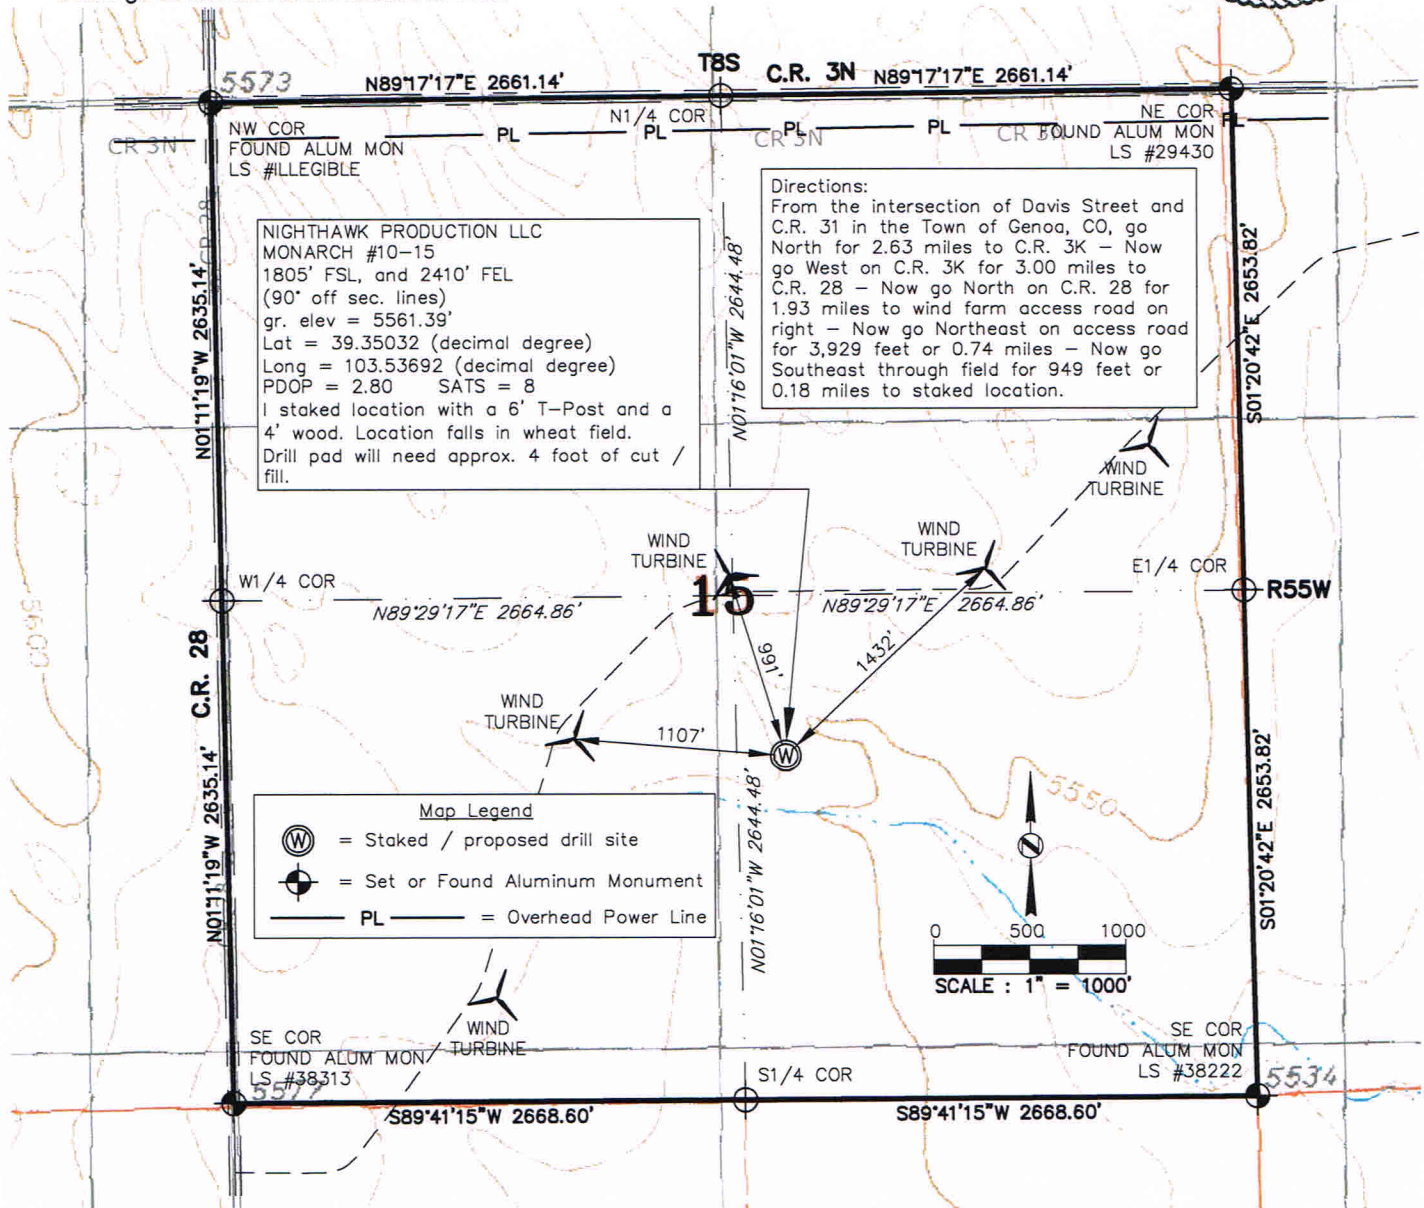 5573
N89°17'17"E 2661.14'
T8S
C.R. 3N
N89°17'17"E 2661.14'
NW COR
FOUND ALUM MON
LS #ILLEGIBLE
CR 3N
PL
N1/4 COR
PL
PL
CR 3N
PL
CR 3N
NE COR
FOUND ALUM MON
LS #29430
PL
CR 28
N01°11'19"W 2635.14'
NIGHTHAWK PRODUCTION LLC
MONARCH #10-15
1805' FSL, and 2410' FEL
(90° off sec. lines)
gr. elev = 5561.39'
Lat = 39.35032 (decimal degree)
Long = 103.53692 (decimal degree)
PDOP = 2.80 SATS = 8
I staked location with a 6' T-Post and a
4' wood. Location falls in wheat field.
Drill pad will need approx. 4 foot of cut /
fill.
N01°16'01"W 2644.48'
Directions:
From the intersection of Davis Street and
C.R. 31 in the Town of Genoa, CO, go
North for 2.63 miles to C.R. 3K - Now
go West on C.R. 3K for 3.00 miles to
C.R. 28 - Now go North on C.R. 28 for
1.93 miles to wind farm access road on
right - Now go Northeast on access road
for 3,929 feet or 0.74 miles - Now go
Southeast through field for 949 feet or
0.18 miles to staked location.
S01°20'42"E 2653.82'
WIND
TURBINE
WIND
TURBINE
WIND
TURBINE
W1/4 COR
15
E1/4 COR
R55W
N89°29'17"E 2664.86'
N89°29'17"E 2664.86'
5600
C.R. 28
991'
1432'
WIND
TURBINE
1107'
W
5550
N01°11'19"W 2635.14'
Map Legend
W = Staked / proposed drill site
= Set or Found Aluminum Monument
PL = Overhead Power Line
N01°16'01"W 2644.48'
N
S01°20'42"E 2653.82'
0 500 1000
SCALE : 1" = 1000'
WIND
TURBINE
SE COR
FOUND ALUM MON
LS #38313
5577
S1/4 COR
SE COR
FOUND ALUM MON
LS #38222
5534
S89°41'15"W 2668.60'
S89°41'15"W 2668.60'